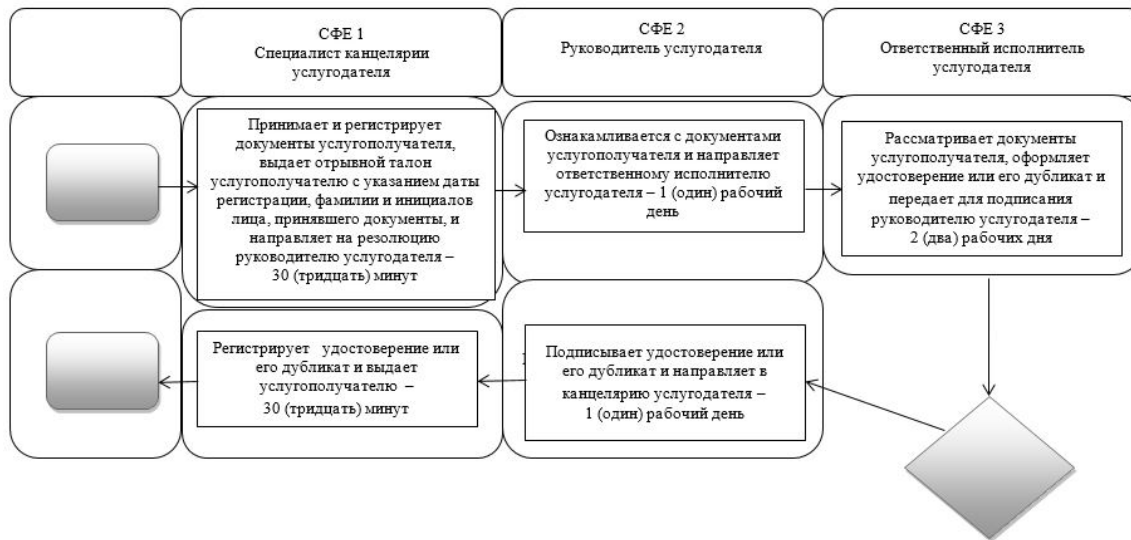 СФЕ 1
Специалист канцелярии
услугодателя
СФЕ 2
Руководитель услугодателя
СФЕ 3
Ответственный исполнитель
услугодателя
Принимает и регистрирует
документы услугополучателя,
выдает отрывной талон
услугополучателю с указанием даты
регистрации, фамилии и инициалов
лица, принявшего документы, и
направляет на резолюцию
руководителю услугодателя –
30 (тридцать) минут
Ознакамливается с документами
услугополучателя и направляет
ответственному исполнителю
услугодателя – 1 (один) рабочий
день
Рассматривает документы
услугополучателя, оформляет
удостоверение или его дубликат и
передает для подписания
руководителю услугодателя –
2 (два) рабочих дня
Регистрирует удостоверение или
его дубликат и выдает
услугополучателю –
30 (тридцать) минут
Подписывает удостоверение или
его дубликат и направляет в
канцелярию услугодателя –
1 (один) рабочий день